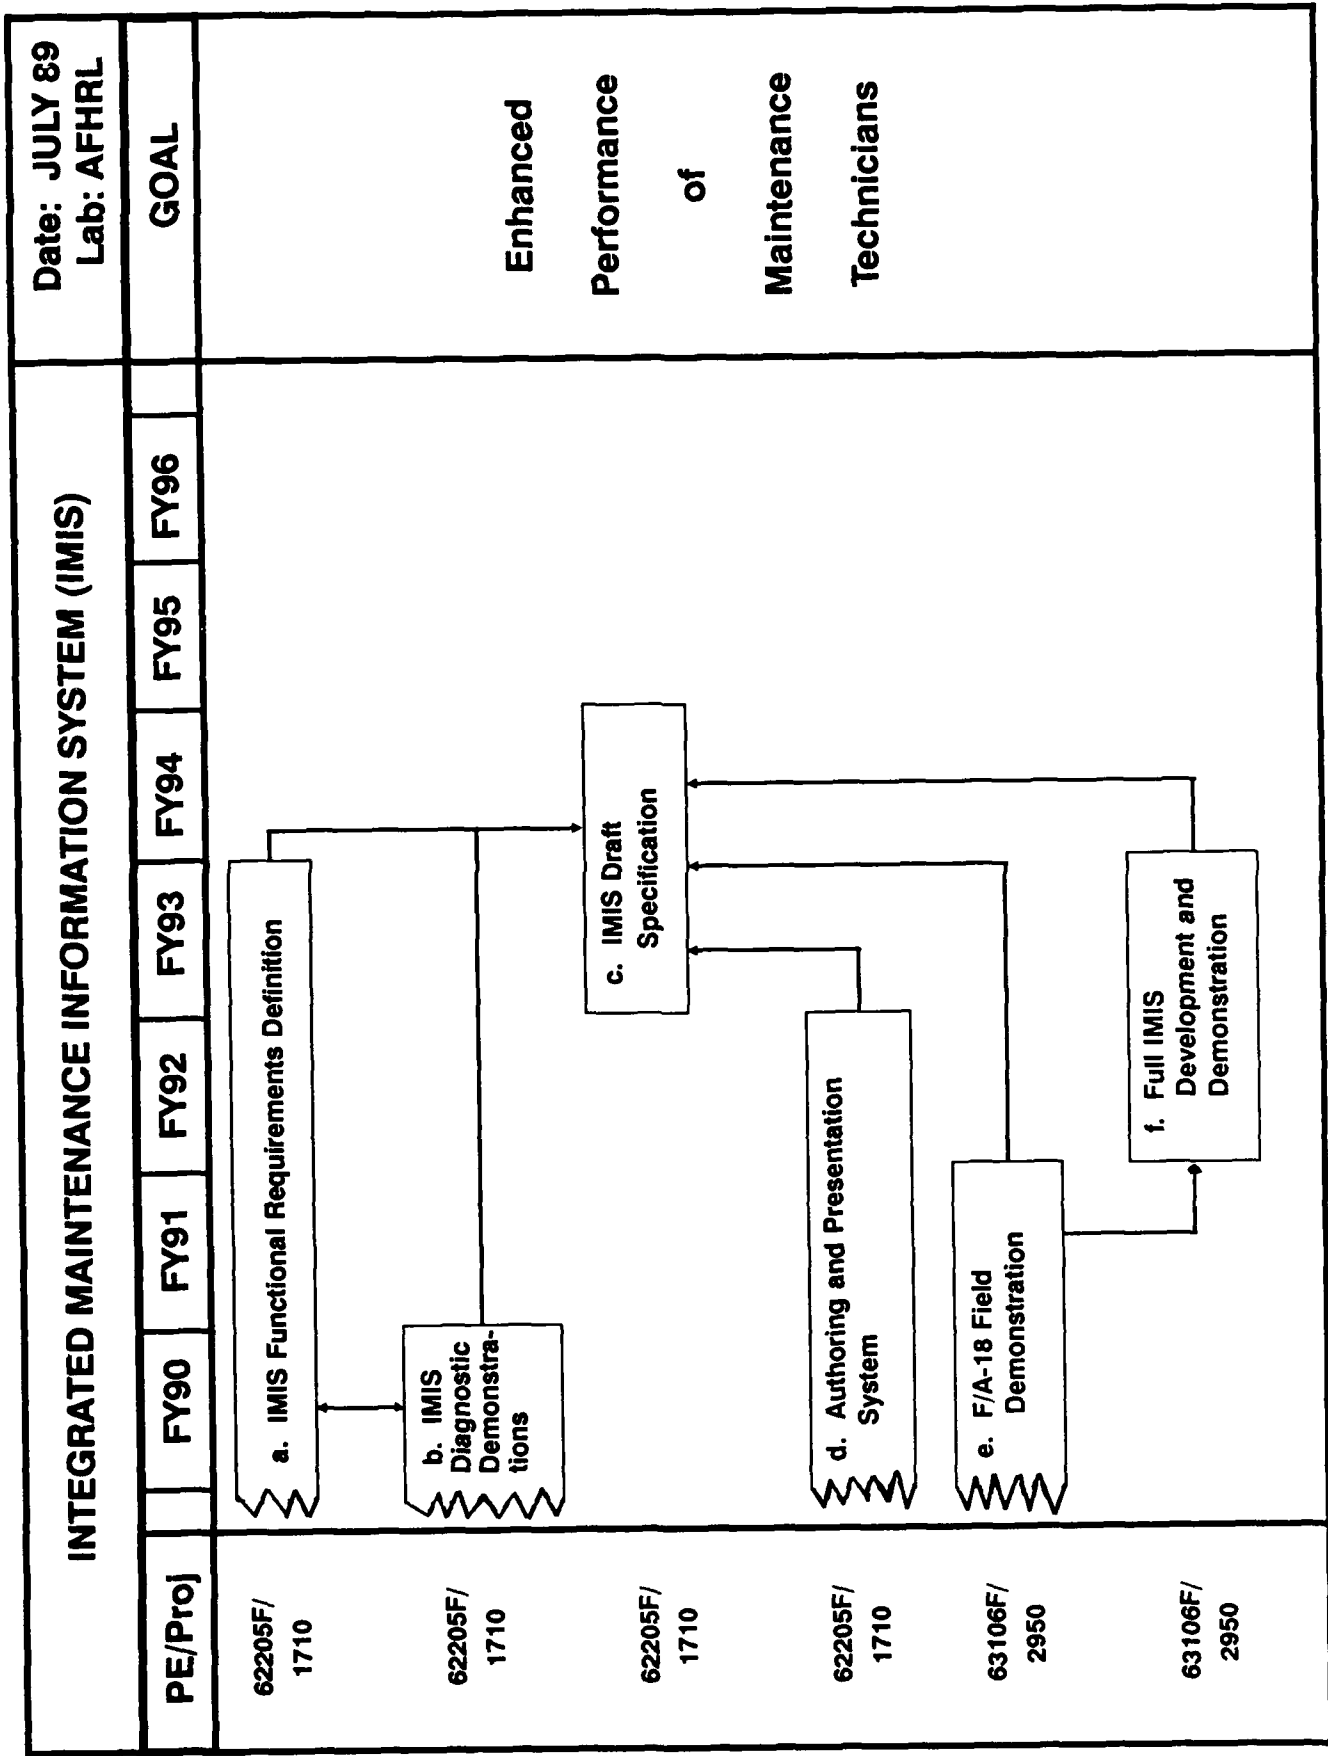 INTEGRATED MAINTENANCE INFORMATION SYSTEM (IMIS)
Date: JULY 89
Lab: AFHRL
PE/Proj
FY90
FY91
FY92
FY93
FY94
FY95
FY96
GOAL
62205F/
1710
a. IMIS Functional Requirements Definition
62205F/
1710
b. IMIS
Diagnostic
Demonstra-
tions
62205F/
1710
c. IMIS Draft
Specification
62205F/
1710
d. Authoring and Presentation
System
63106F/
2950
e. F/A-18 Field
Demonstration
63106F/
2950
f. Full IMIS
Development and
Demonstration
Enhanced
Performance
of
Maintenance
Technicians